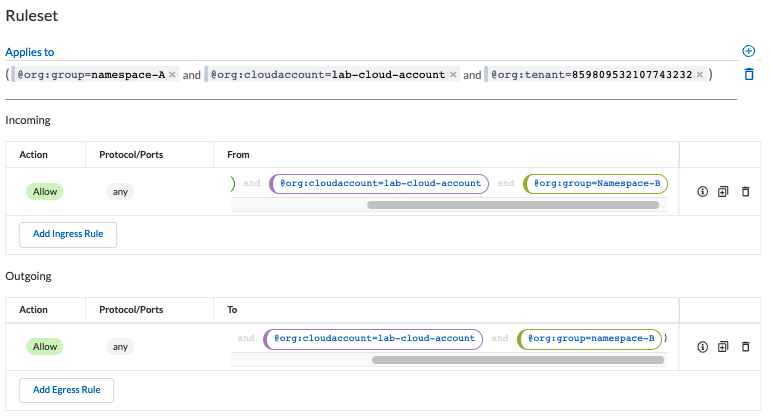 Ruleset
Applies to
( @org:group=namespace-A × and @org:cloudaccount=lab-cloud-account × and @org:tenant=859809532107743232 × )
Incoming
Action Protocol/Ports From
Allow any ) and @org:cloudaccount=lab-cloud-account and @org:group=Namespace-B
Add Ingress Rule
Outgoing
Action Protocol/Ports To
Allow any and @org:cloudaccount=lab-cloud-account and @org:group=namespace-B )
Add Egress Rule